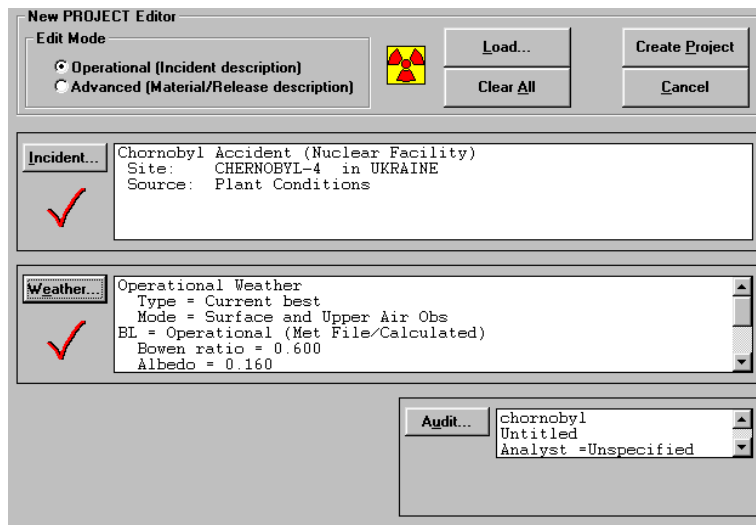 New PROJECT Editor
Edit Mode
Operational (Incident description)
Advanced (Material/Release description)
Load...
Clear All
Create Project
Cancel
Incident...
Chornobyl Accident (Nuclear Facility)
Site: CHERNOBYL-4 in UKRAINE
Source: Plant Conditions
Weather...
Operational Weather
Type = Current best
Mode = Surface and Upper Air Obs
BL = Operational (Met File/Calculated)
Bowen ratio = 0.600
Albedo = 0.160
Audit...
chornobyl
Untitled
Analyst =Unspecified